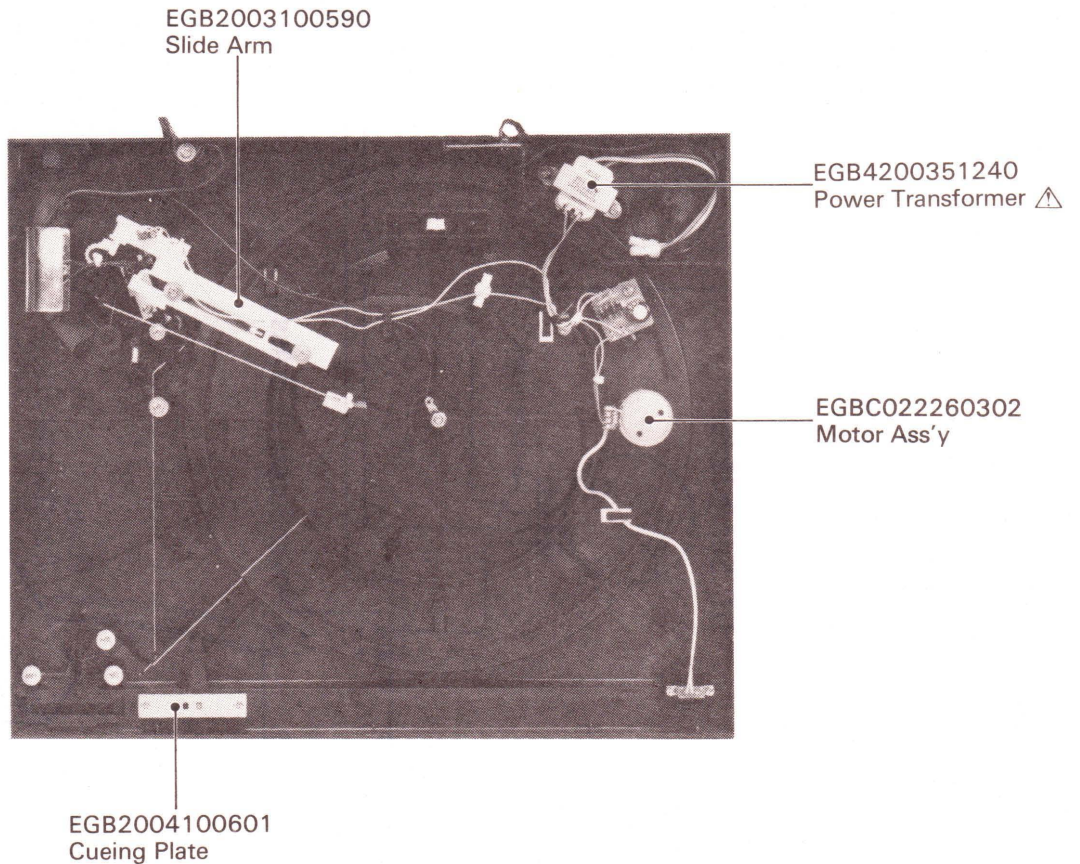 EGB2003100590
Slide Arm
EGB4200351240
Power Transformer ⚠
EGBC022260302
Motor Ass'y
EGB2004100601
Cueing Plate